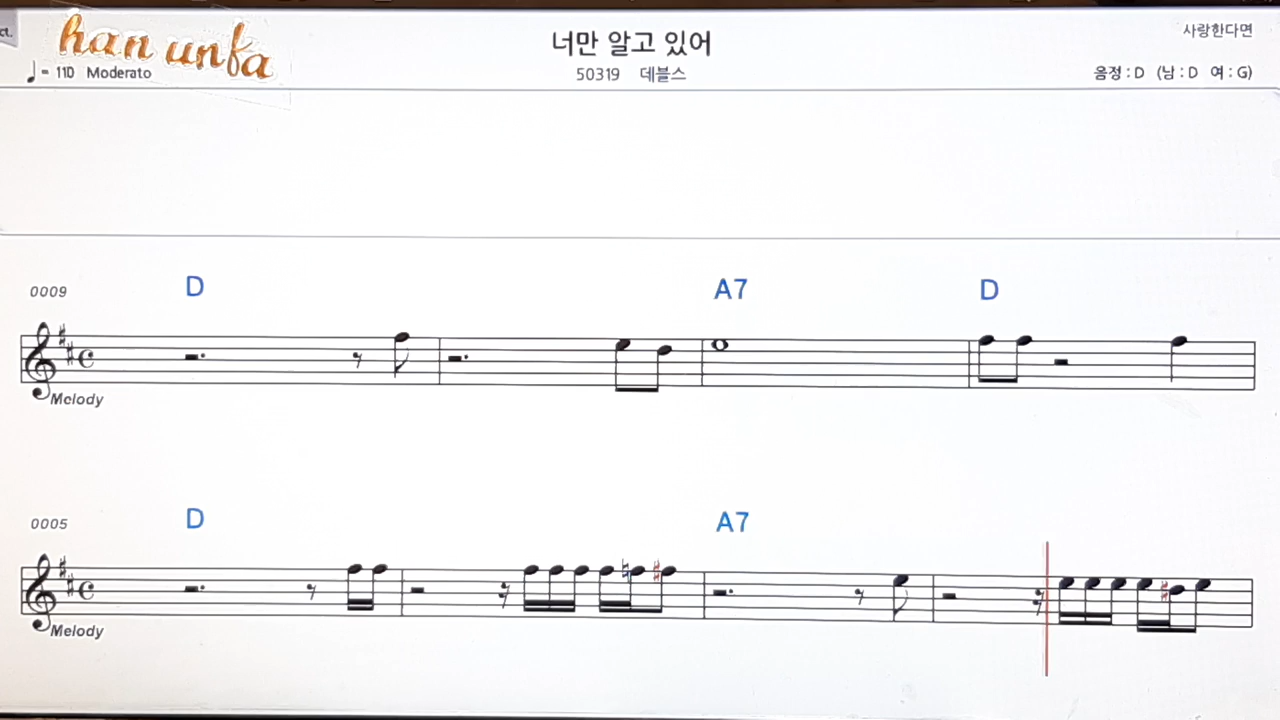 ct.
han unfa
♩= 110 Moderato
너만 알고 있어
50319 데블스
사랑한다면
음정 : D (남 : D 여 : G)
0009
D A7 D
Melody
0005
D A7
Melody